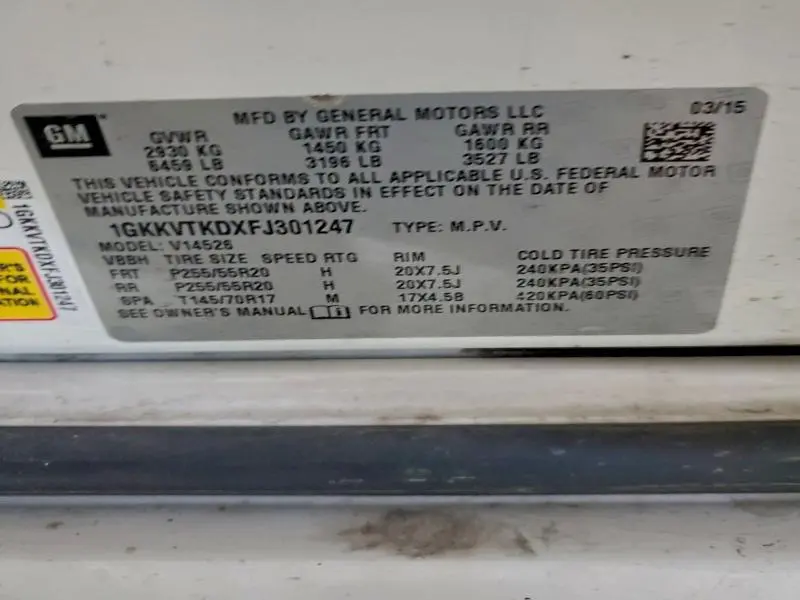 GM
MFD BY GENERAL MOTORS LLC 03/15
GVWR GAWR FRT GAWR RR
2930 KG 1450 KG 1600 KG
6459 LB 3196 LB 3527 LB
THIS VEHICLE CONFORMS TO ALL APPLICABLE U.S. FEDERAL MOTOR
VEHICLE SAFETY STANDARDS IN EFFECT ON THE DATE OF
MANUFACTURE SHOWN ABOVE.
1GKKVTKDXFJ301247 TYPE: M.P.V.
MODEL: V14526
VBBH TIRE SIZE SPEED RTG RIM COLD TIRE PRESSURE
FRT P255/55R20 H 20X7.5J 240KPA(35PSI)
RR P255/55R20 H 20X7.5J 240KPA(35PSI)
SPA T145/70R17 M 17X4.5B 420KPA(60PSI)
SEE OWNER'S MANUAL FOR MORE INFORMATION.
1GKKVTKDXFJ301247